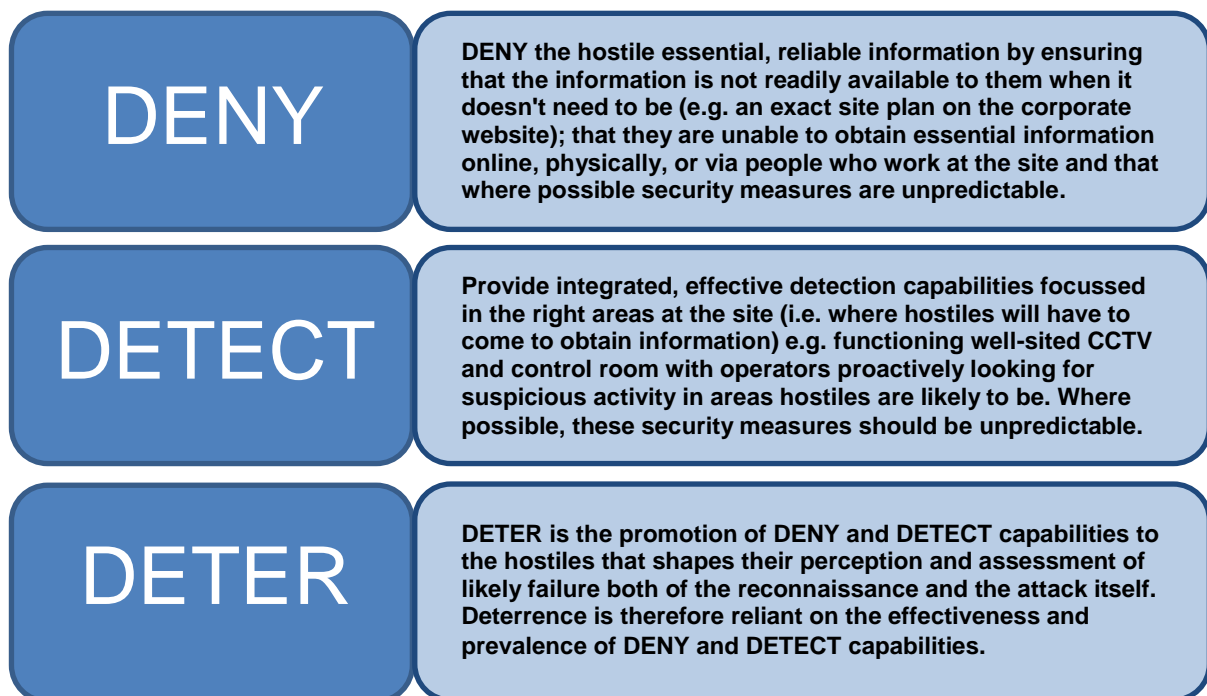 DENY
DENY the hostile essential, reliable information by ensuring
that the information is not readily available to them when it
doesn't need to be (e.g. an exact site plan on the corporate
website); that they are unable to obtain essential information
online, physically, or via people who work at the site and that
where possible security measures are unpredictable.
DETECT
Provide integrated, effective detection capabilities focussed
in the right areas at the site (i.e. where hostiles will have to
come to obtain information) e.g. functioning well-sited CCTV
and control room with operators proactively looking for
suspicious activity in areas hostiles are likely to be. Where
possible, these security measures should be unpredictable.
DETER
DETER is the promotion of DENY and DETECT capabilities to
the hostiles that shapes their perception and assessment of
likely failure both of the reconnaissance and the attack itself.
Deterrence is therefore reliant on the effectiveness and
prevalence of DENY and DETECT capabilities.